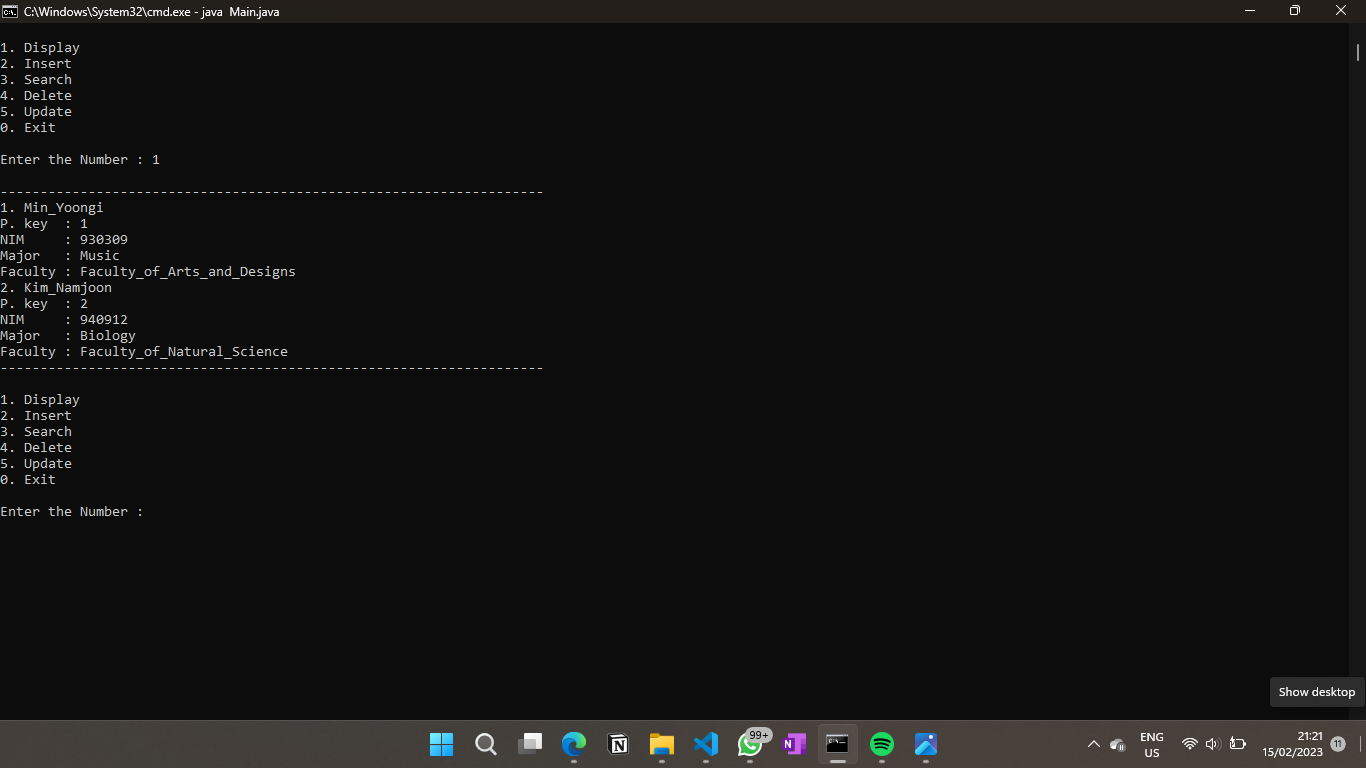 C:\Windows\System32\cmd.exe - java  Main.java
1. Display
2. Insert
3. Search
4. Delete
5. Update
0. Exit
Enter the Number : 1
--------------------------------------------------------------------
1. Min_Yoongi
P. key  : 1
NIM     : 930309
Major   : Music
Faculty : Faculty_of_Arts_and_Designs
2. Kim_Namjoon
P. key  : 2
NIM     : 940912
Major   : Biology
Faculty : Faculty_of_Natural_Science
--------------------------------------------------------------------
1. Display
2. Insert
3. Search
4. Delete
5. Update
0. Exit
Enter the Number :
Show desktop
99+
N
N
ENG
US
21:21
15/02/2023
11